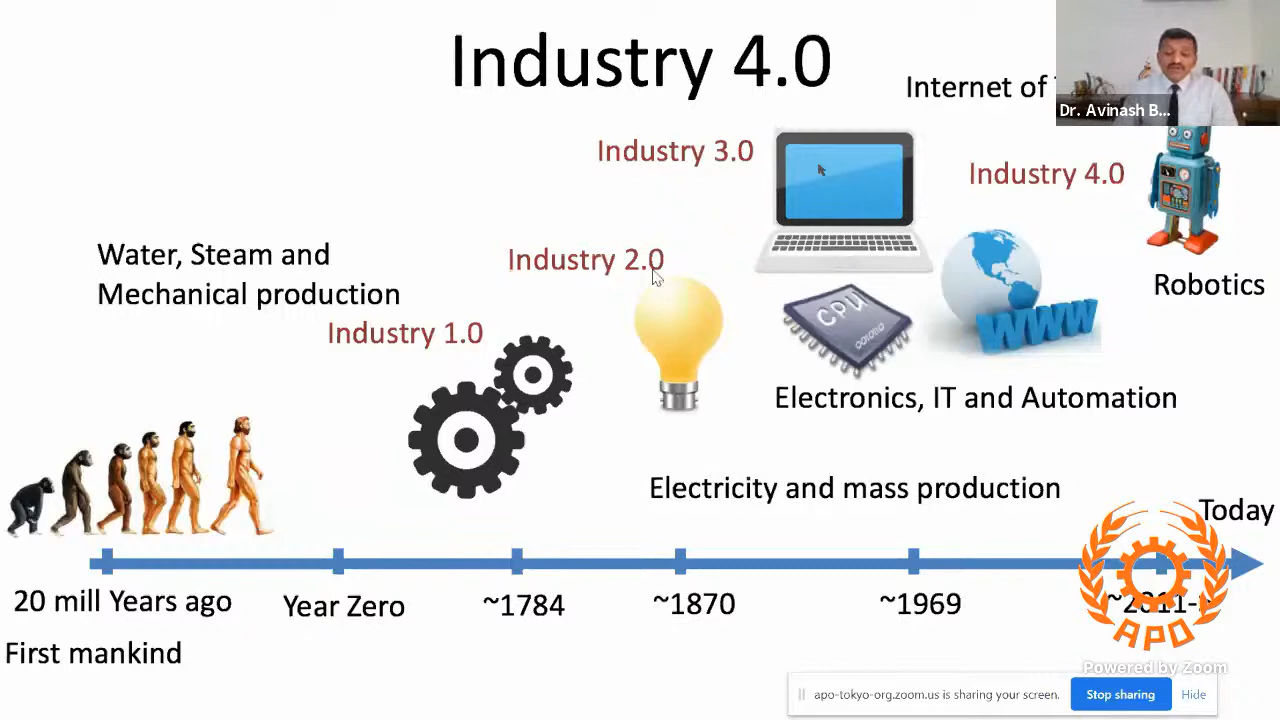 Industry 4.0
Internet of
Dr. Avinash B...
Industry 3.0
Industry 4.0
Water, Steam and
Mechanical production
Industry 2.0
Robotics
Industry 1.0
CPU
WWW
Electronics, IT and Automation
Electricity and mass production
Today
20 mill Years ago
Year Zero
~1784
~1870
~1969
~2011-
First mankind
APO
Powered by Zoom
apo-tokyo-org.zoom.us is sharing your screen.
Stop sharing
Hide